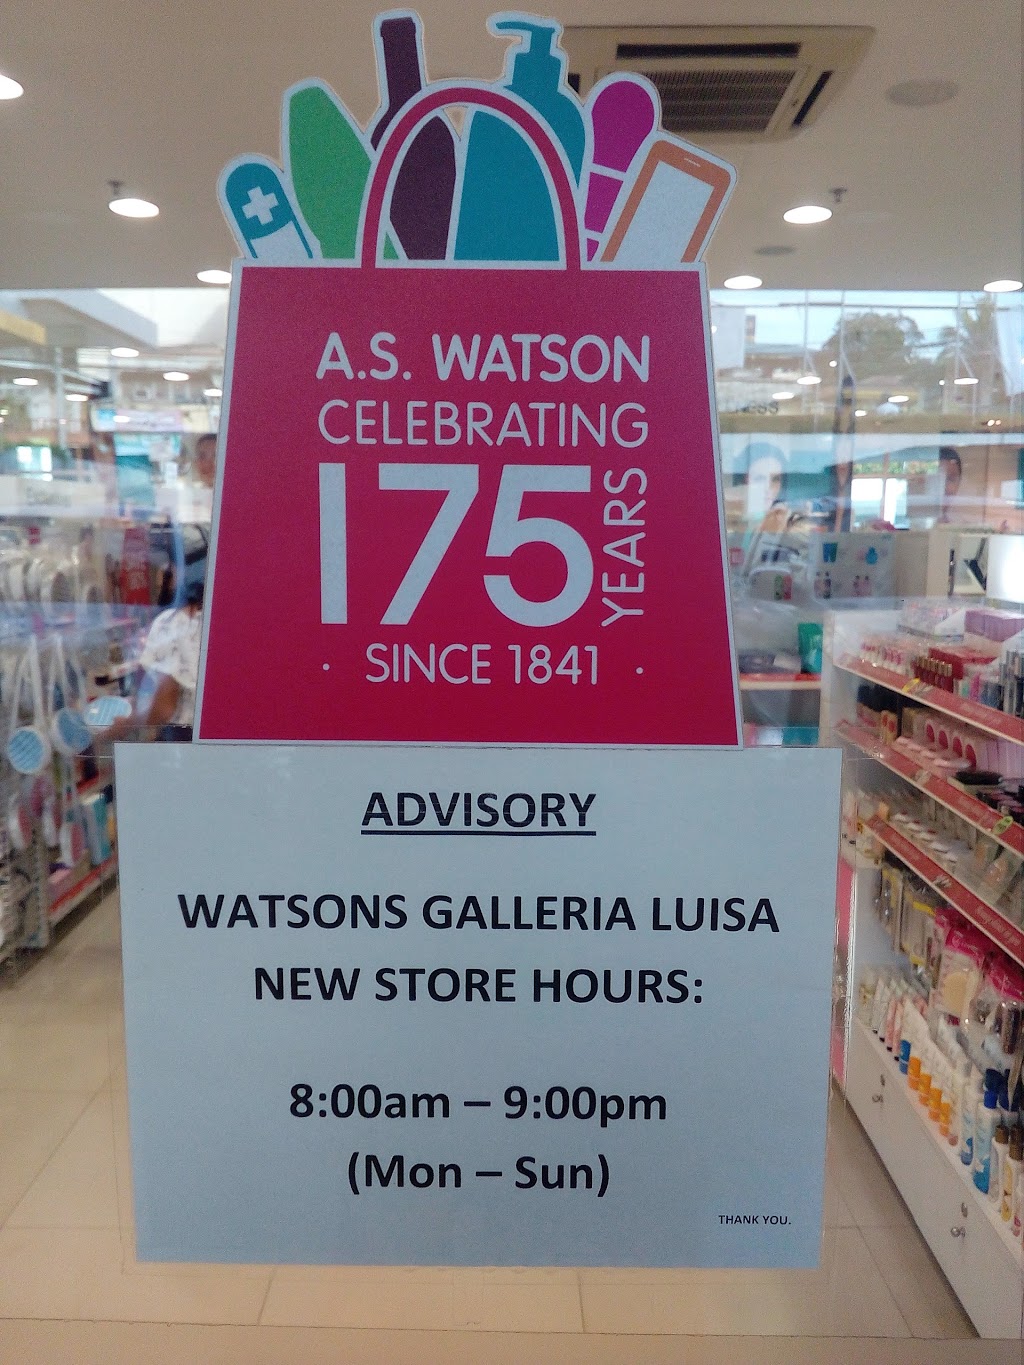 A.S. WATSON
CELEBRATING
175 YEARS
· SINCE 1841 ·
ADVISORY
WATSONS GALLERIA LUISA
NEW STORE HOURS:
8:00am – 9:00pm
(Mon – Sun)
THANK YOU.